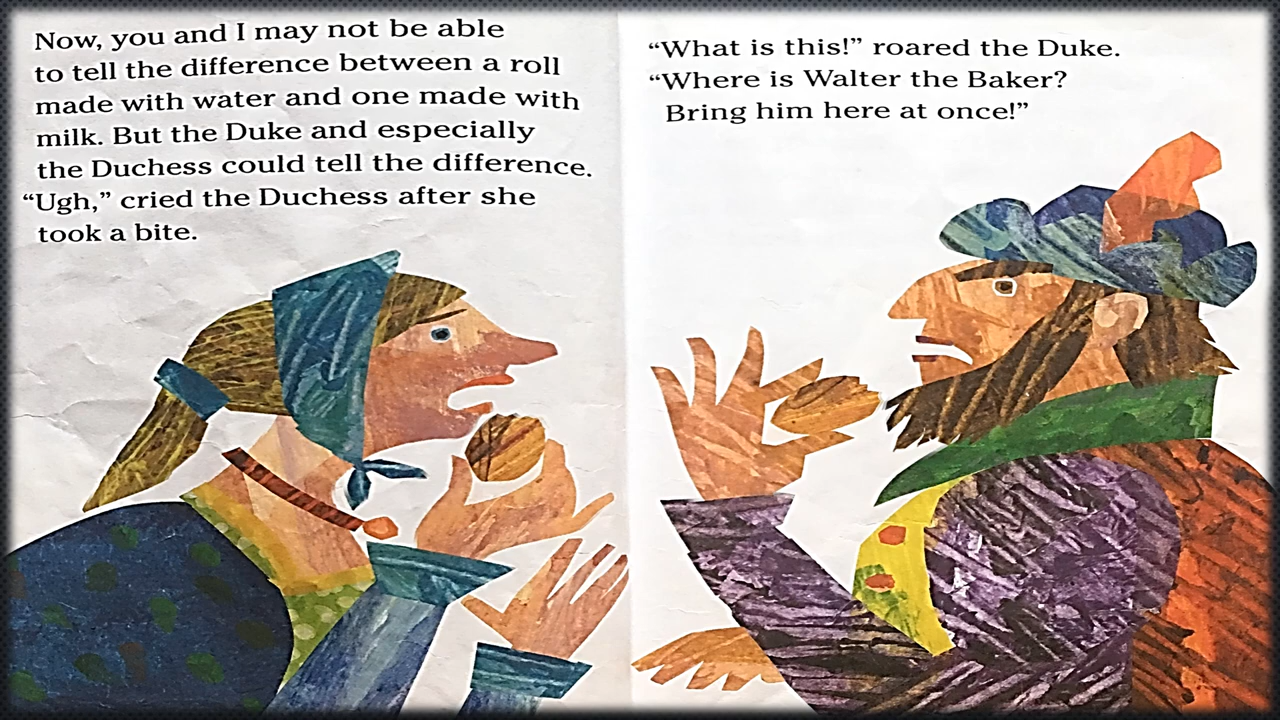 Now, you and I may not be able
to tell the difference between a roll
made with water and one made with
milk. But the Duke and especially
the Duchess could tell the difference.
“Ugh,” cried the Duchess after she
took a bite.
“What is this!” roared the Duke.
“Where is Walter the Baker?
Bring him here at once!”